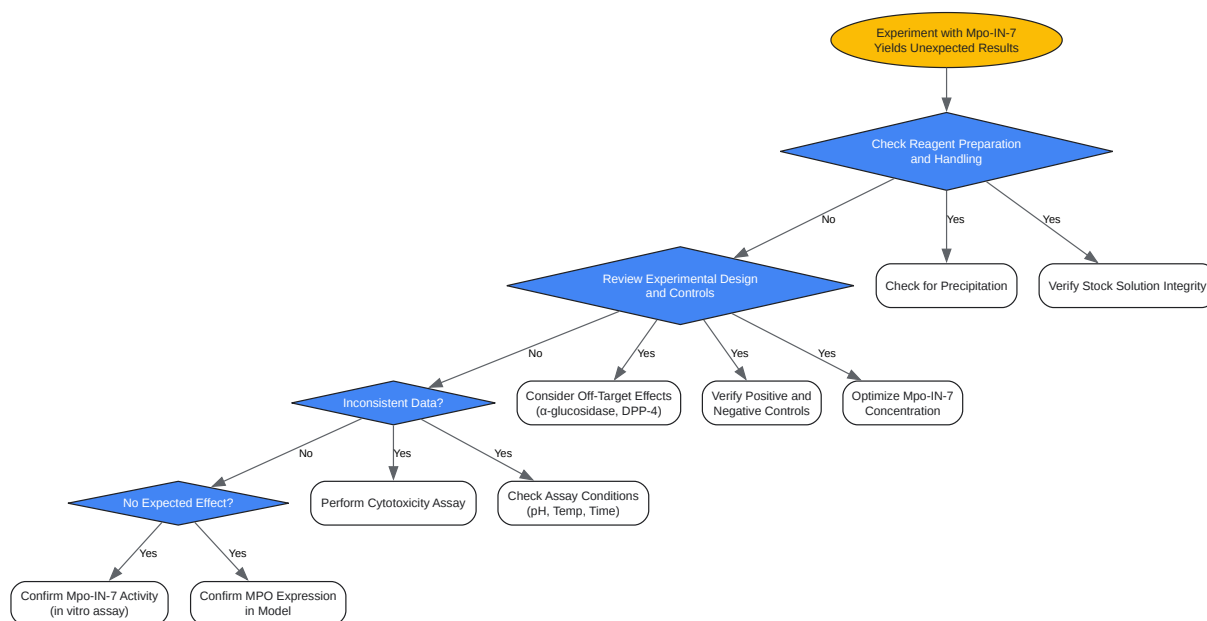 Experiment with Mpo-IN-7
Yields Unexpected Results
Check Reagent Preparation
and Handling
No
Yes
Yes
Review Experimental Design
and Controls
Check for Precipitation
Verify Stock Solution Integrity
No
Yes
Yes
Yes
Inconsistent Data?
Consider Off-Target Effects
(α-glucosidase, DPP-4)
Verify Positive and
Negative Controls
Optimize Mpo-IN-7
Concentration
No
Yes
Yes
No Expected Effect?
Perform Cytotoxicity Assay
Check Assay Conditions
(pH, Temp, Time)
Yes
Yes
Confirm Mpo-IN-7 Activity
(in vitro assay)
Confirm MPO Expression
in Model